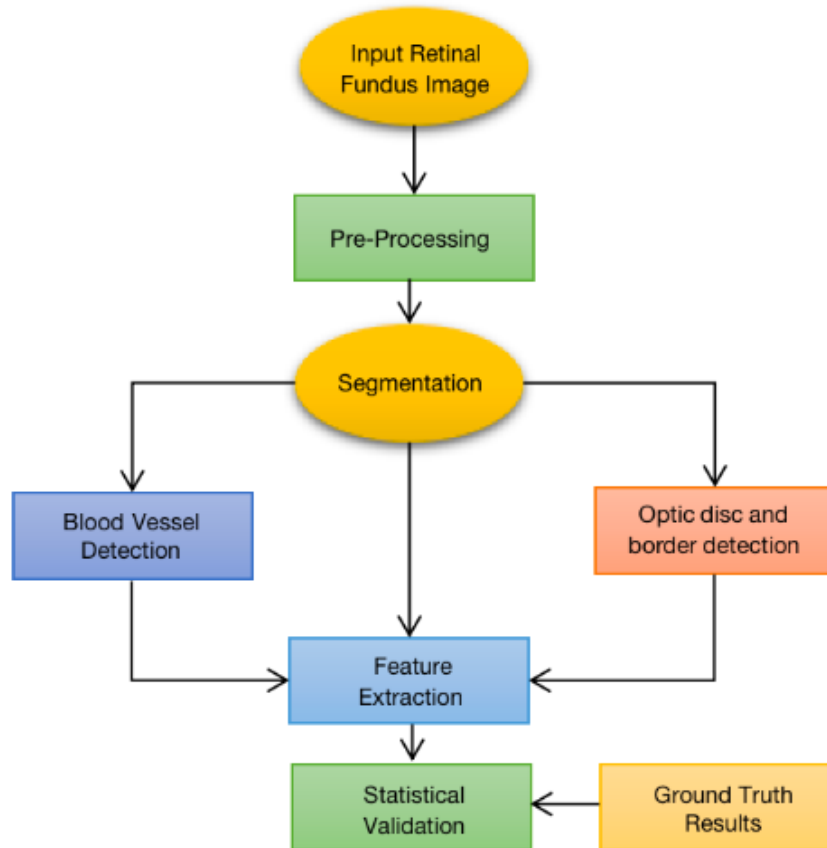 Input Retinal
Fundus Image
Pre-Processing
Segmentation
Blood Vessel
Detection
Optic disc and
border detection
Feature
Extraction
Statistical
Validation
Ground Truth
Results